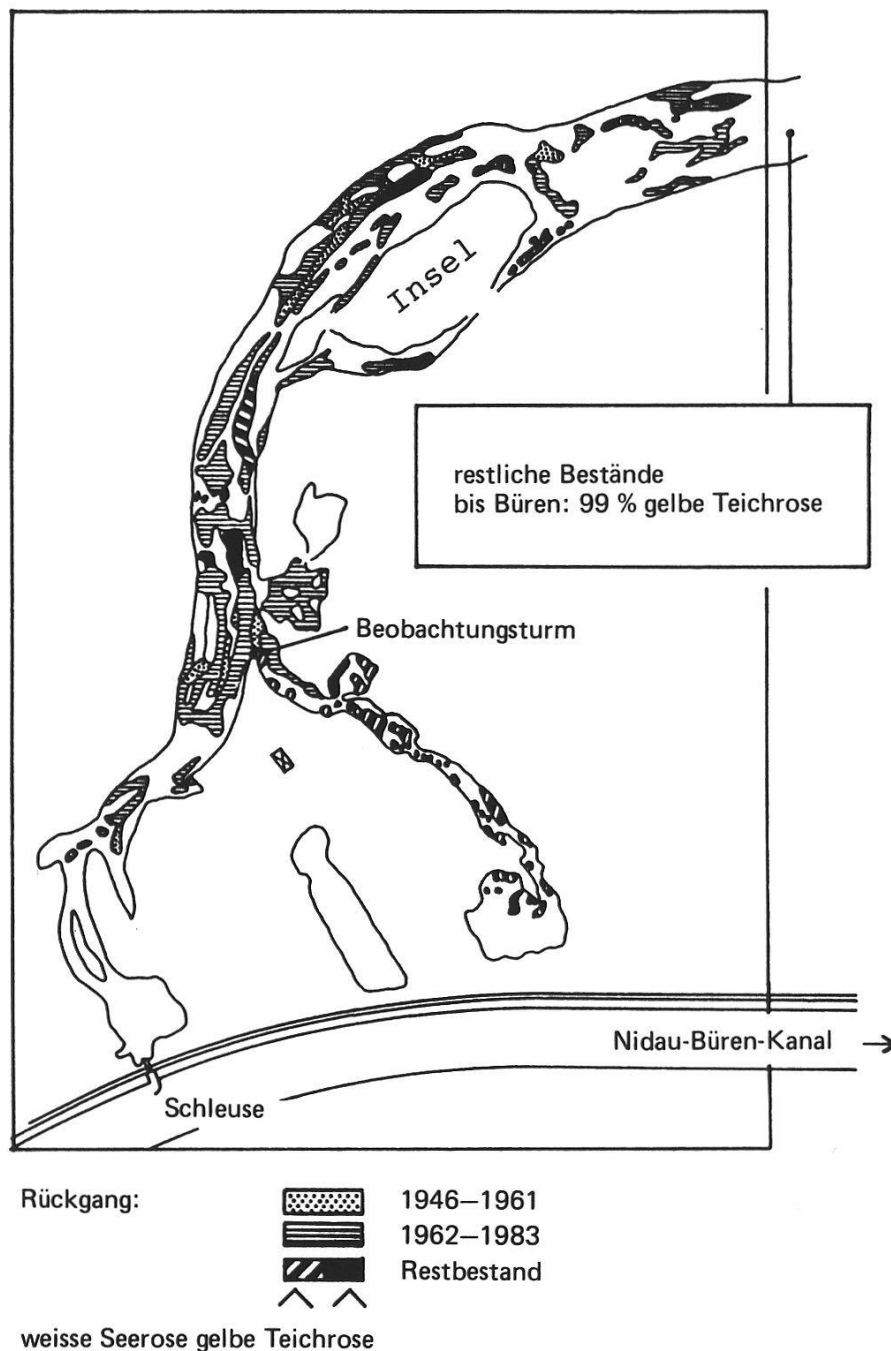 Insel
restliche Bestände
bis Büren: 99 % gelbe Teichrose
Beobachtungsturm
Nidau-Büren-Kanal
Schleuse
Rückgang:
1946—1961
1962—1983
Restbestand
weisse Seerose gelbe Teichrose